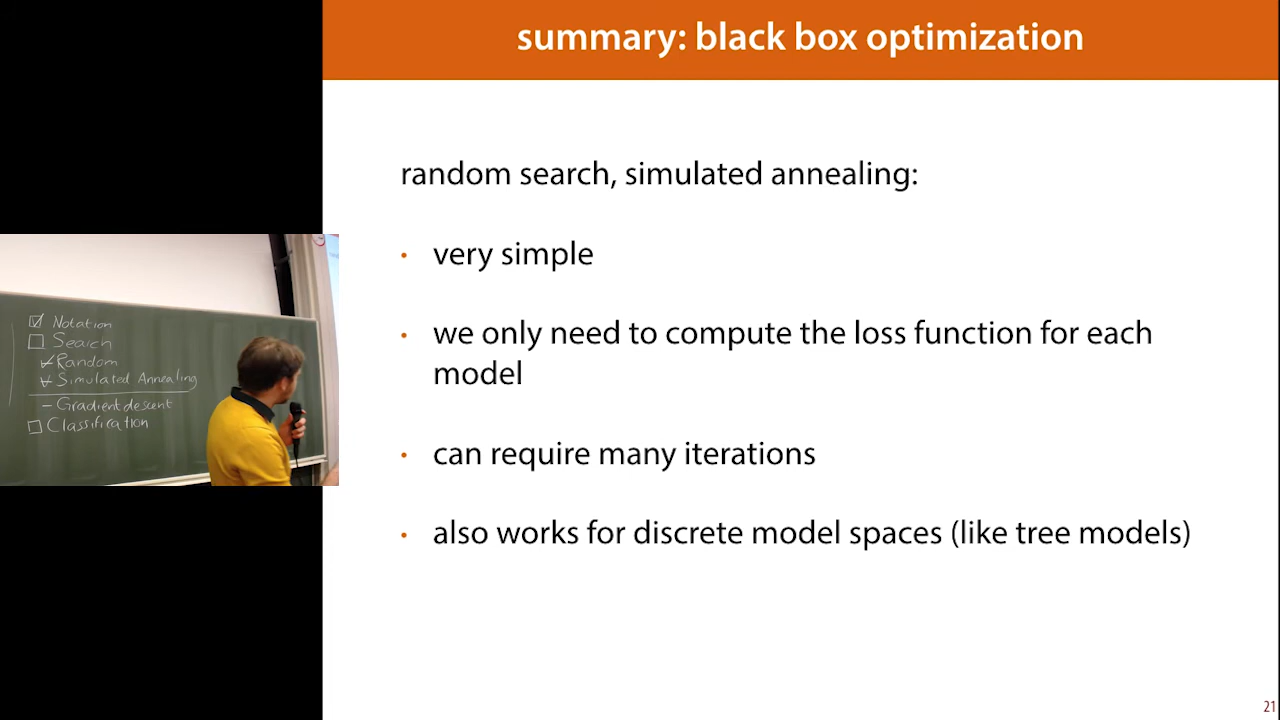 summary: black box optimization
random search, simulated annealing:
• very simple
• we only need to compute the loss function for each
model
• can require many iterations
• also works for discrete model spaces (like tree models)
21
Notation
Search
Random
Simulated Annealing
- Gradient descent
Classification